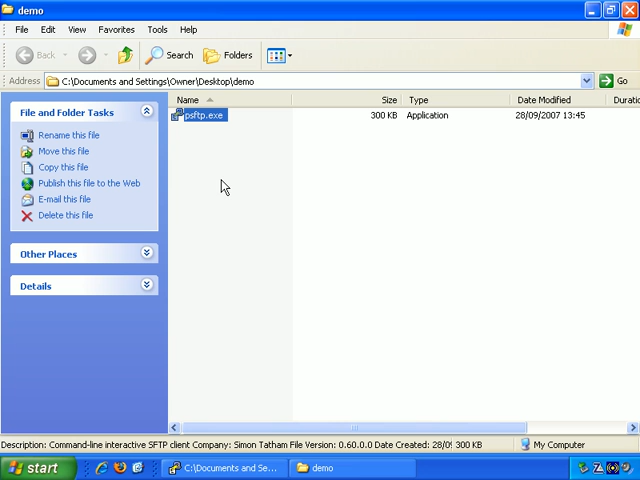 demo
File Edit View Favorites Tools Help
Back Search Folders
Address C:\Documents and Settings\Owner\Desktop\demo Go
File and Folder Tasks
Rename this file
Move this file
Copy this file
Publish this file to the Web
E-mail this file
Delete this file
Other Places
Details
Name Size Type Date Modified Duratio
psftp.exe 300 KB Application 28/09/2007 13:45
Description: Command-line interactive SFTP client Company: Simon Tatham File Version: 0.60.0.0 Date Created: 28/09 300 KB My Computer
start C:\Documents and Se... demo